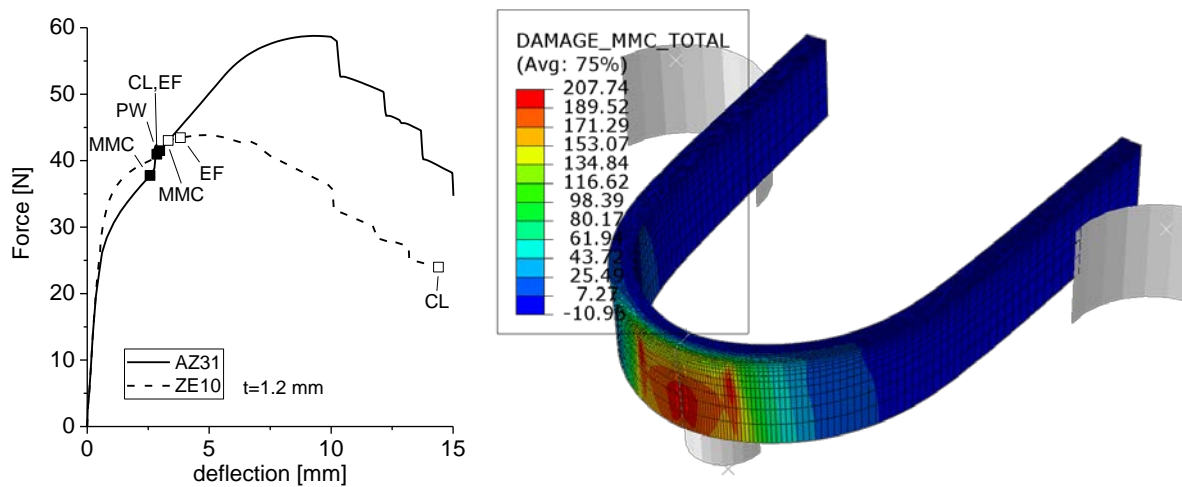 60
50
40
30
20
10
0
Force [N]
CL,EF
PW
MMC
MMC
EF
CL
AZ31
ZE10
t=1.2 mm
0
5
10
15
deflection [mm]
DAMAGE_MMC_TOTAL
(Avg: 75%)
207.74
189.52
171.29
153.07
134.84
116.62
98.39
80.17
61.94
43.72
25.49
7.27
-10.96